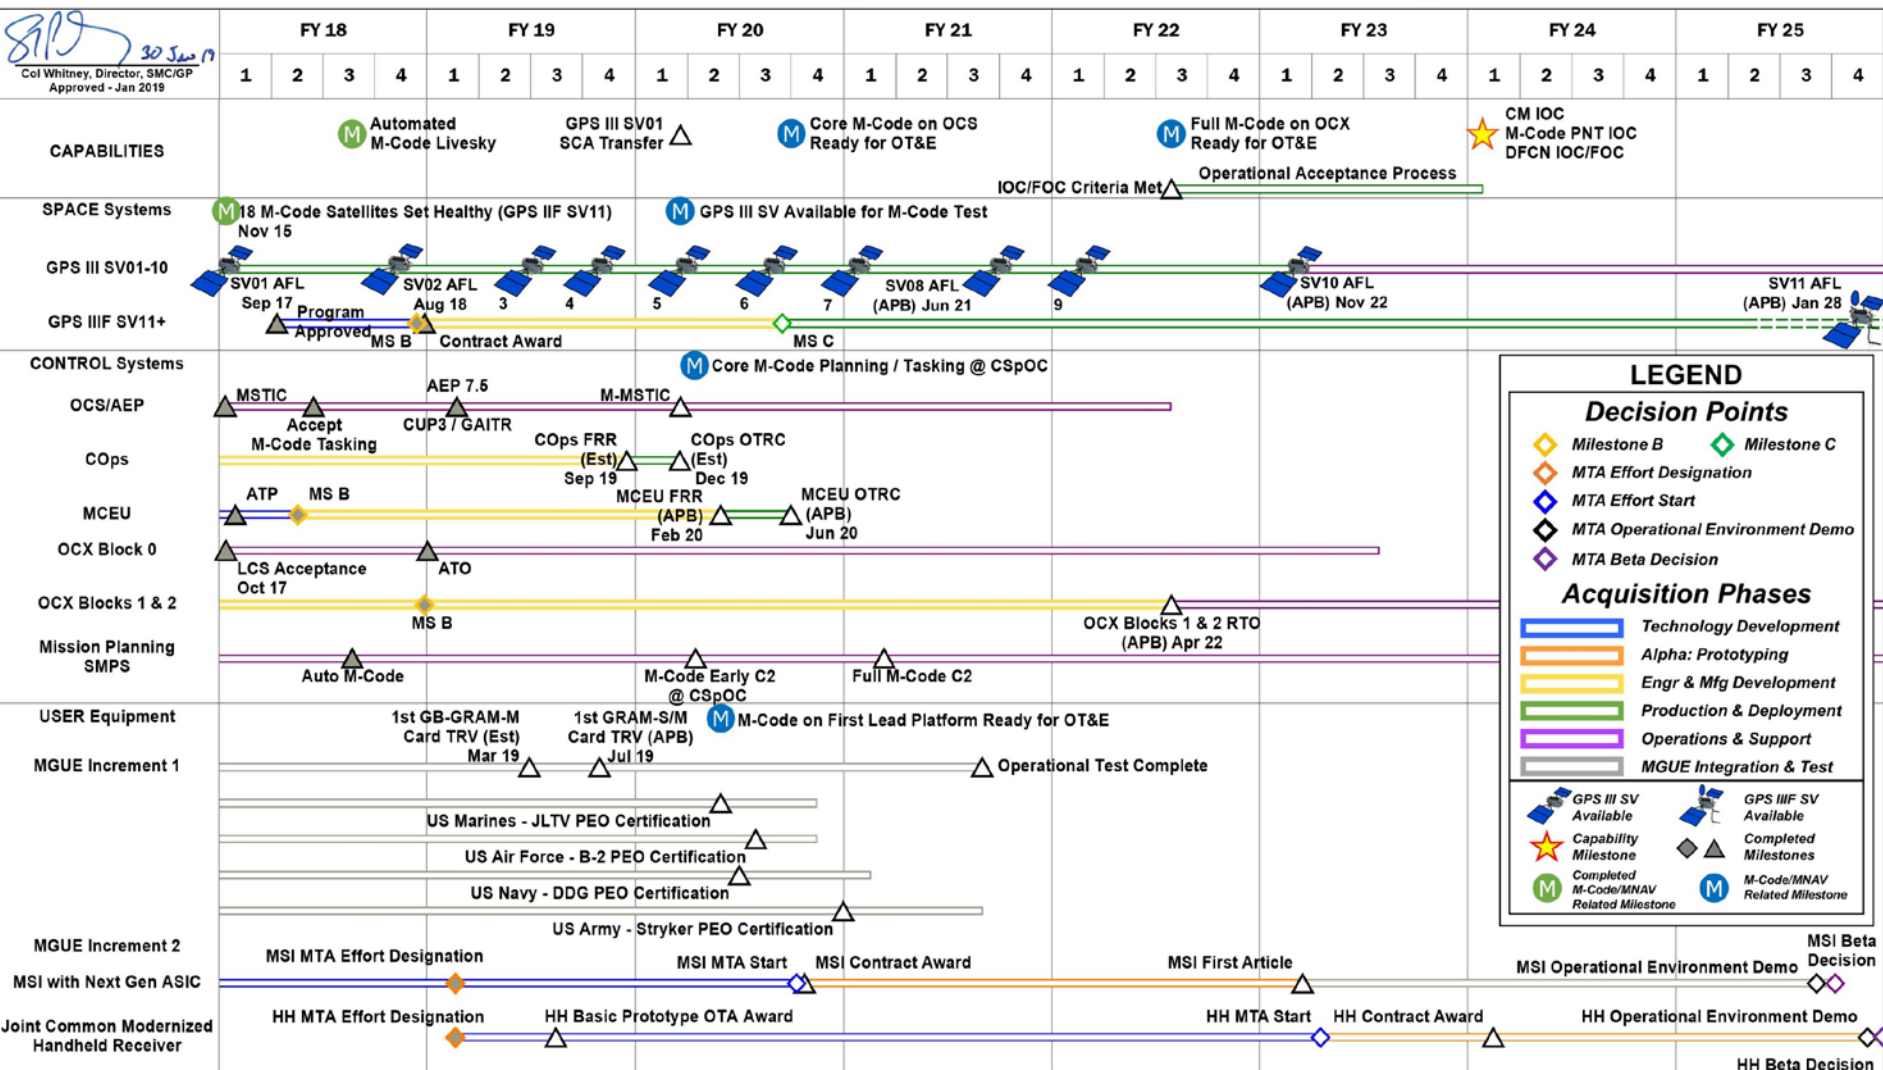 FY 18 FY 19 FY 20 FY 21 FY 22 FY 23 FY 24 FY 25
30 Jan 19
Col Whitney, Director, SMC/GP
Approved - Jan 2019
1 2 3 4 1 2 3 4 1 2 3 4 1 2 3 4 1 2 3 4 1 2 3 4 1 2 3 4 1 2 3 4
CAPABILITIES
M Automated
M-Code Livesky
GPS III SV01
SCA Transfer
M Core M-Code on OCS
Ready for OT&E
M Full M-Code on OCX
Ready for OT&E
CM IOC
M-Code PNT IOC
DFCN IOC/FOC
IOC/FOC Criteria Met
Operational Acceptance Process
SPACE Systems
M 18 M-Code Satellites Set Healthy (GPS IIF SV11)
Nov 15
M GPS III SV Available for M-Code Test
GPS III SV01-10
SV01 AFL
Sep 17
SV02 AFL
Aug 18
3
4
5
6
7
SV08 AFL
(APB) Jun 21
9
SV10 AFL
(APB) Nov 22
SV11 AFL
(APB) Jan 28
GPS IIIF SV11+
Program
Approved
MS B
Contract Award
MS C
CONTROL Systems
M Core M-Code Planning / Tasking @ CSpOC
OCS/AEP
MSTIC
Accept
M-Code Tasking
AEP 7.5
CUP3 / GAITR
M-MSTIC
COps
COps FRR
(Est)
Sep 19
COps OTRC
(Est)
Dec 19
MCEU
ATP
MS B
MCEU FRR
(APB)
Feb 20
MCEU OTRC
(APB)
Jun 20
OCX Block 0
LCS Acceptance
Oct 17
ATO
OCX Blocks 1 & 2
MS B
OCX Blocks 1 & 2 RTO
(APB) Apr 22
Mission Planning
SMPS
Auto M-Code
M-Code Early C2
@ CSpOC
Full M-Code C2
USER Equipment
M M-Code on First Lead Platform Ready for OT&E
1st GB-GRAM-M
Card TRV (Est)
Mar 19
1st GRAM-S/M
Card TRV (APB)
Jul 19
MGUE Increment 1
Operational Test Complete
US Marines - JLTV PEO Certification
US Air Force - B-2 PEO Certification
US Navy - DDG PEO Certification
US Army - Stryker PEO Certification
MGUE Increment 2
MSI with Next Gen ASIC
MSI MTA Effort Designation
MSI MTA Start
MSI Contract Award
MSI First Article
MSI Operational Environment Demo
MSI Beta
Decision
Joint Common Modernized
Handheld Receiver
HH MTA Effort Designation
HH Basic Prototype OTA Award
HH MTA Start
HH Contract Award
HH Operational Environment Demo
HH Beta Decision
LEGEND
Decision Points
Milestone B
Milestone C
MTA Effort Designation
MTA Effort Start
MTA Operational Environment Demo
MTA Beta Decision
Acquisition Phases
Technology Development
Alpha: Prototyping
Engr & Mfg Development
Production & Deployment
Operations & Support
MGUE Integration & Test
GPS III SV
Available
GPS IIIF SV
Available
Capability
Milestone
Completed
Milestones
M Completed
M-Code/MNAV
Related Milestone
M M-Code/MNAV
Related Milestone